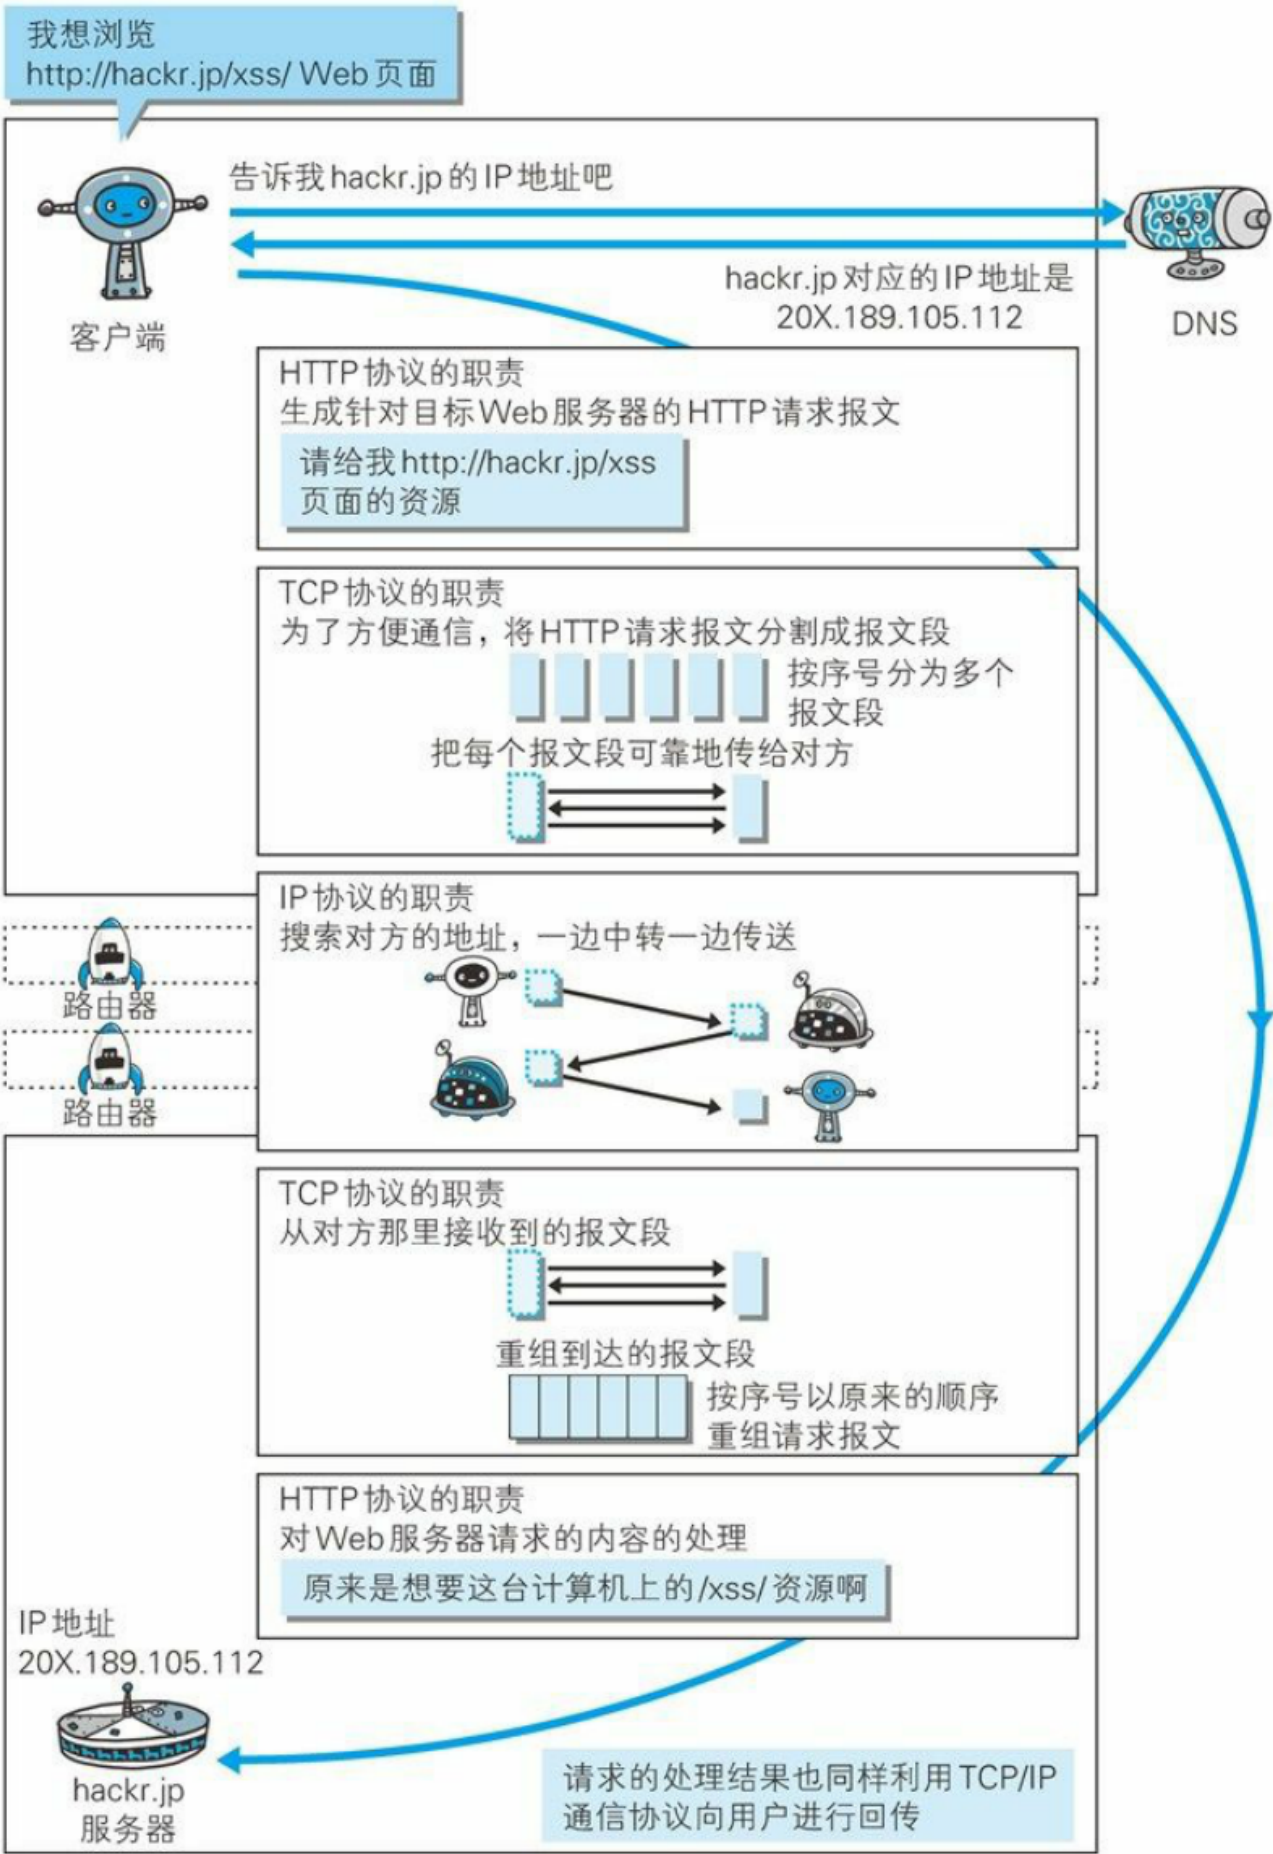 我想浏览
http://hackr.jp/xss/ Web页面
告诉我hackr.jp的IP地址吧
hackr.jp对应的IP地址是
20X.189.105.112
客户端
DNS
HTTP协议的职责
生成针对目标Web服务器的HTTP请求报文
请给我http://hackr.jp/xss
页面的资源
TCP协议的职责
为了方便通信，将HTTP请求报文分割成报文段
按序号分为多个
报文段
把每个报文段可靠地传给对方
IP协议的职责
搜索对方的地址，一边中转一边传送
路由器
路由器
TCP协议的职责
从对方那里接收到的报文段
重组到达的报文段
按序号以原来的顺序
重组请求报文
HTTP协议的职责
对Web服务器请求的内容的处理
原来是想要这台计算机上的/xss/资源啊
IP地址
20X.189.105.112
hackr.jp
服务器
请求的处理结果也同样利用TCP/IP
通信协议向用户进行回传